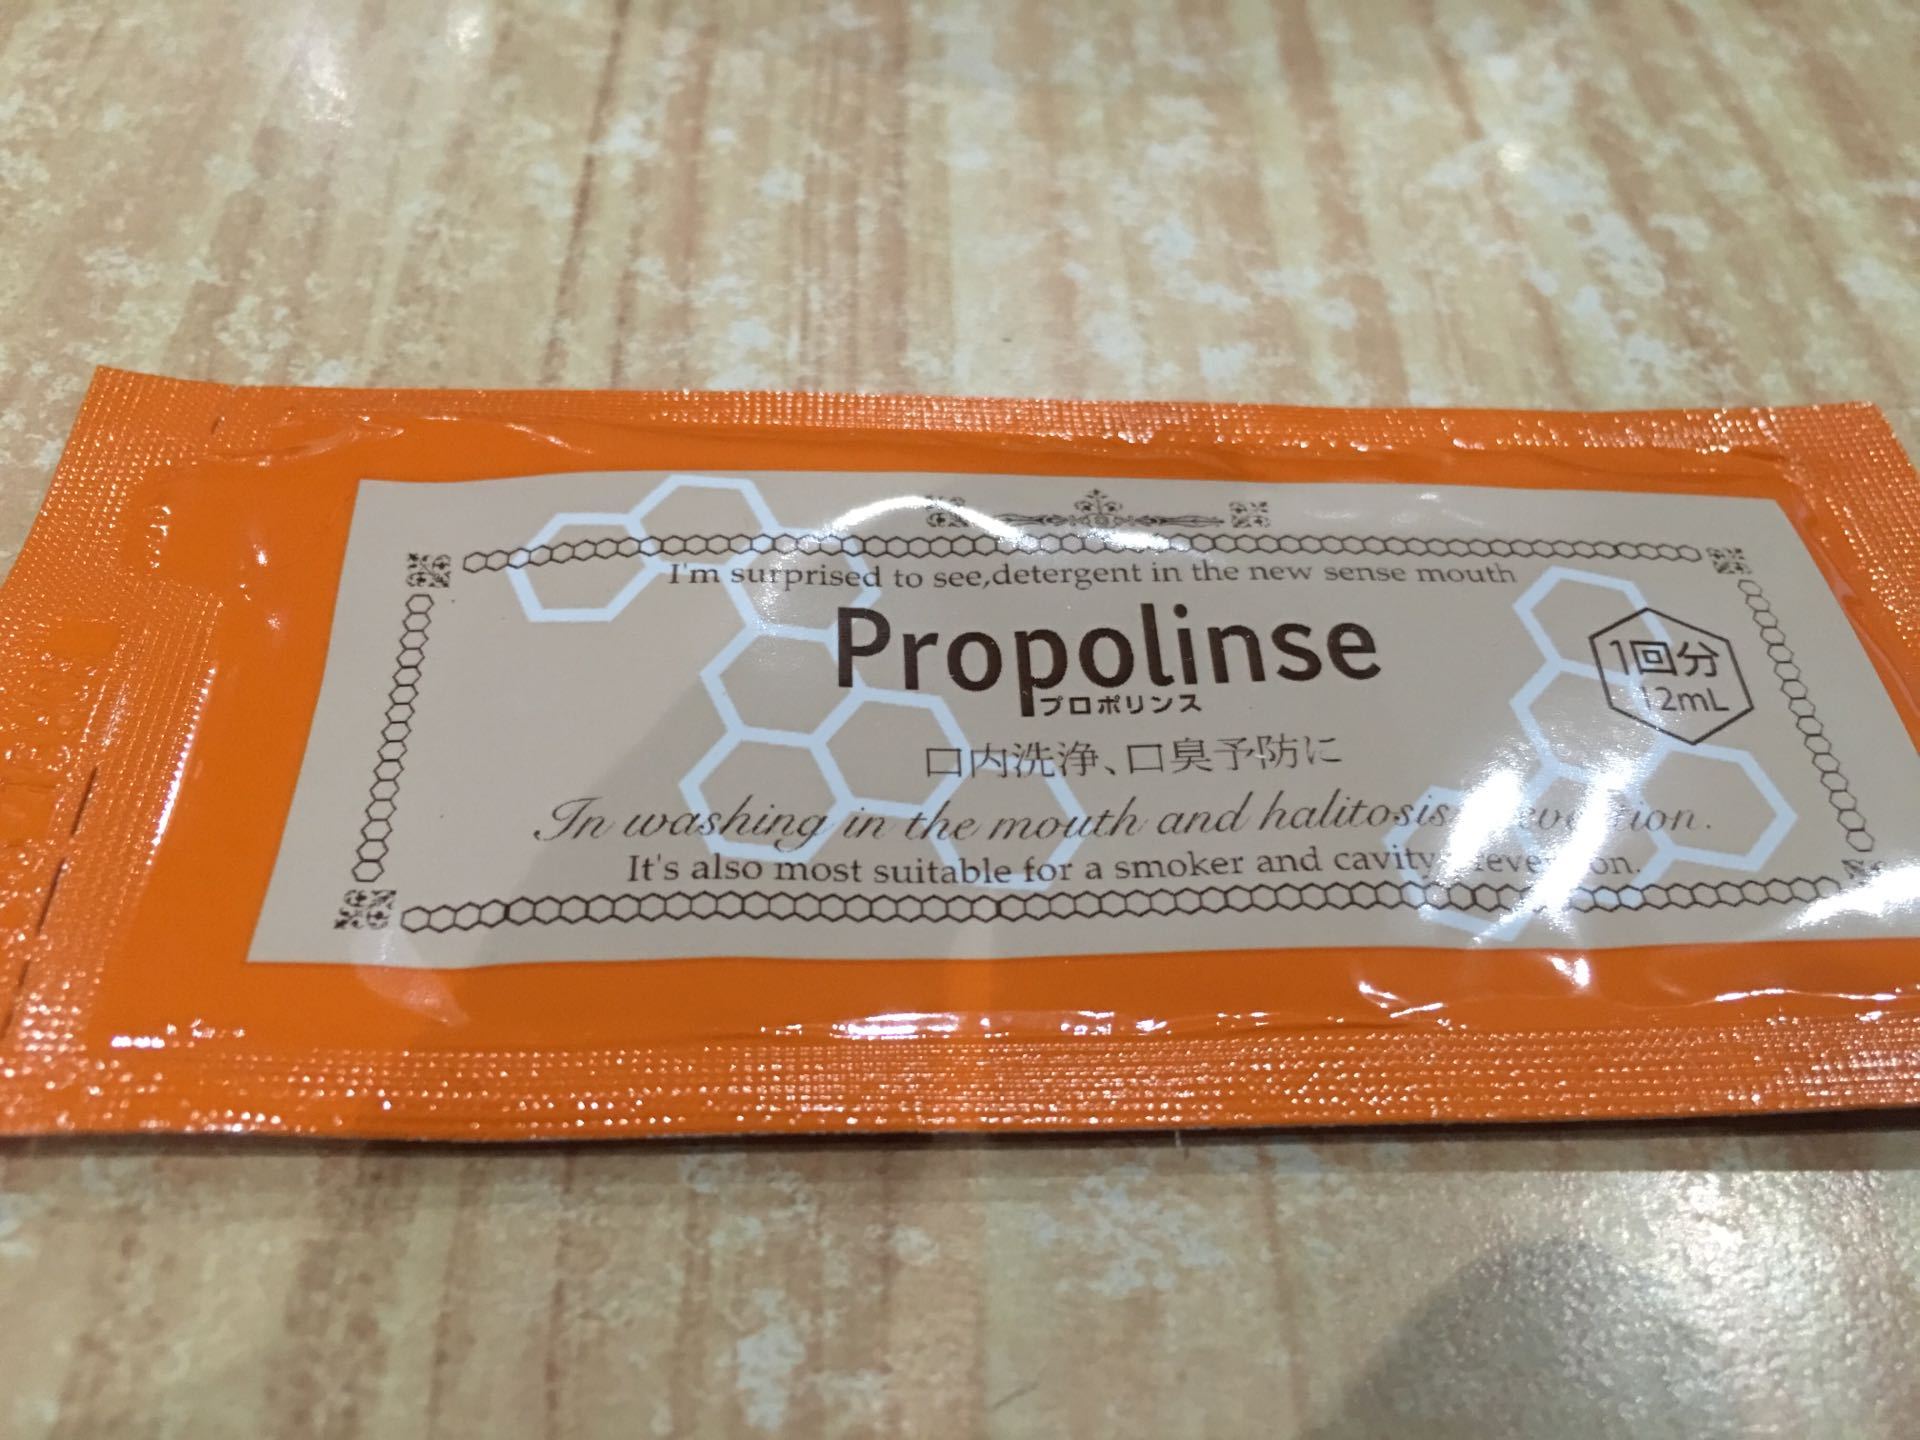 I'm surprised to see,detergent in the new sense mouth
Propolinse
プロポリンス
1回分
12mL
口内洗浄、口臭予防に
In washing in the mouth and halitosis
It's also most suitable for a smoker and cavity